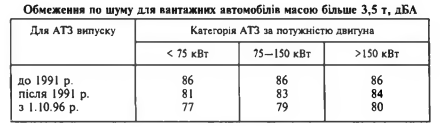 Обмеження по шуму для вантажних автомобілів масою більше 3,5 т, дБА
Для АТЗ випуску Категорія АТЗ за потужністю двигуна
< 75 кВт 75—150 кВт >150 кВт
до 1991 р. 86 86 86
після 1991 р. 81 83 84
з 1.10.96 р. 77 79 80